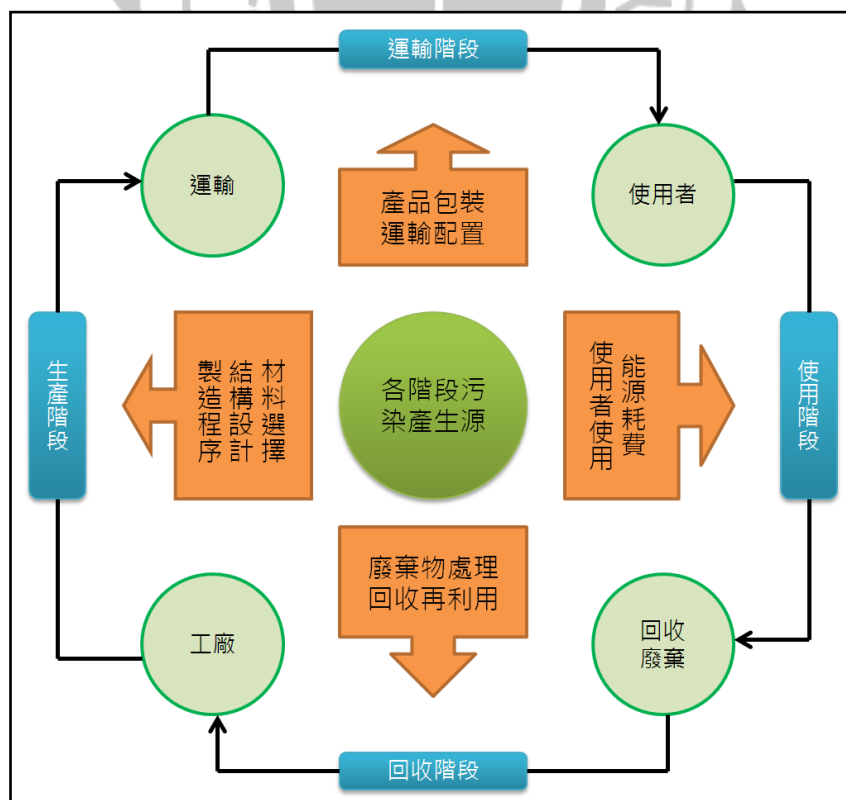 運輸階段
運輸
使用者
產品包裝
運輸配置
生產階段
材料選擇
結構設計
製造程序
各階段污
染產生源
能源耗費
使用者使用
使用階段
廢棄物處理
回收再利用
工廠
回收
廢棄
回收階段